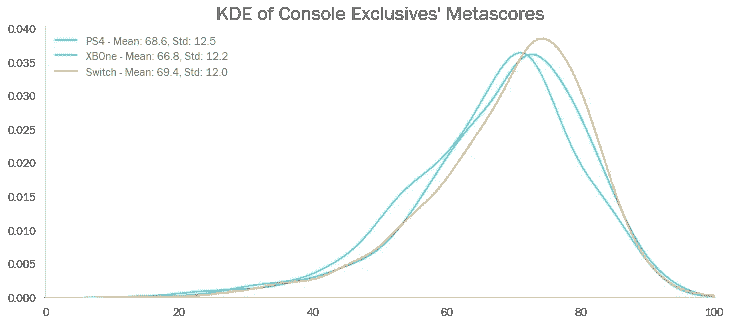 KDE of Console Exclusives' Metascores
0.040
PS4 - Mean: 68.6, Std: 12.5
XBOne - Mean: 66.8, Std: 12.2
0.035
Switch - Mean: 69.4, Std: 12.0
0.030
0.025
0.020
0.015
0.010
0.005
0.000
0 20 40 60 80 100